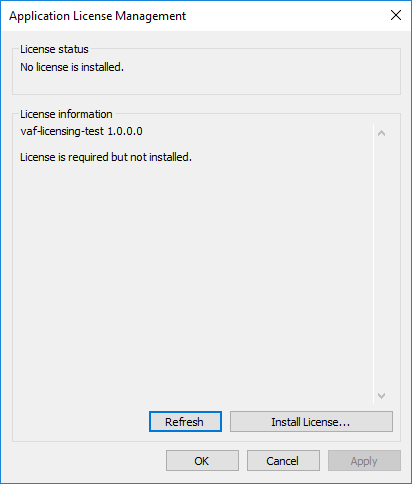 Application License Management
License status
No license is installed.
License information
vaf-licensing-test 1.0.0.0
License is required but not installed.
Refresh
Install License...
OK
Cancel
Apply